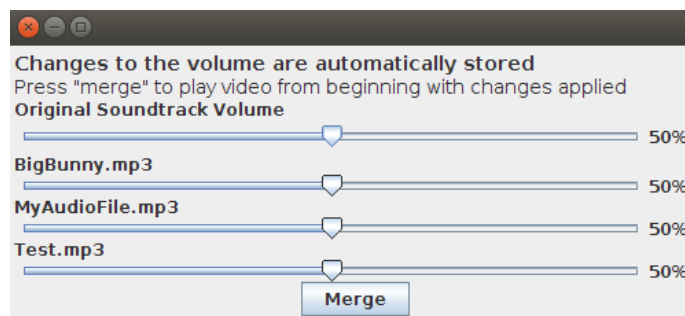 Changes to the volume are automatically stored
Press "merge" to play video from beginning with changes applied
Original Soundtrack Volume
50%
BigBunny.mp3
50%
MyAudioFile.mp3
50%
Test.mp3
50%
Merge